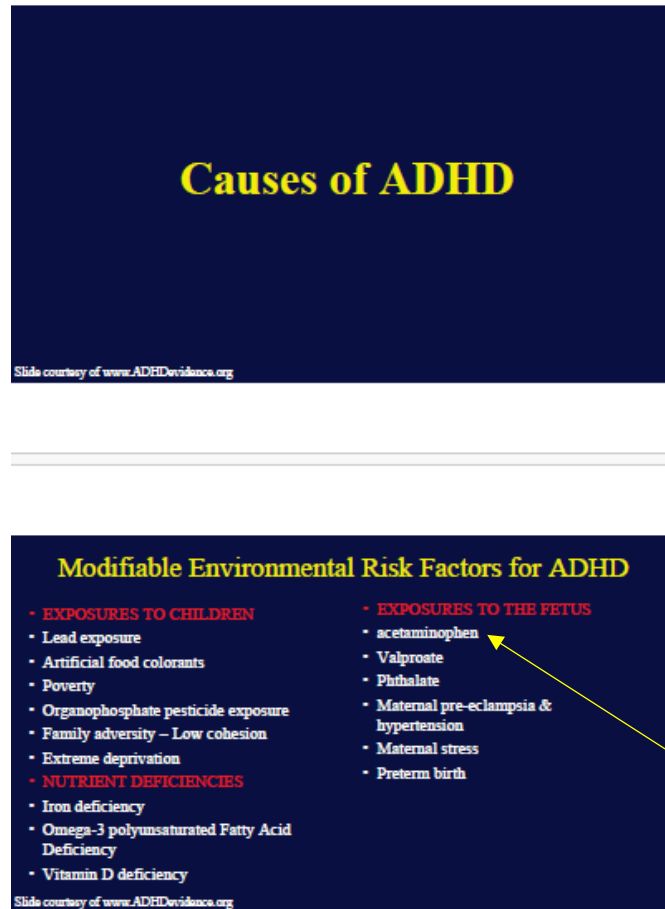 Causes of ADHD
Slide courtesy of www.ADHDevidence.org
Modifiable Environmental Risk Factors for ADHD
• EXPOSURES TO CHILDREN
• Lead exposure
• Artificial food colorants
• Poverty
• Organophosphate pesticide exposure
• Family adversity – Low cohesion
• Extreme deprivation
• NUTRIENT DEFICIENCIES
• Iron deficiency
• Omega-3 polyunsaturated Fatty Acid
Deficiency
• Vitamin D deficiency
• EXPOSURES TO THE FETUS
• acetaminophen
• Valproate
• Phthalate
• Maternal pre-eclampsia &
hypertension
• Maternal stress
• Preterm birth
Slide courtesy of www.ADHDevidence.org